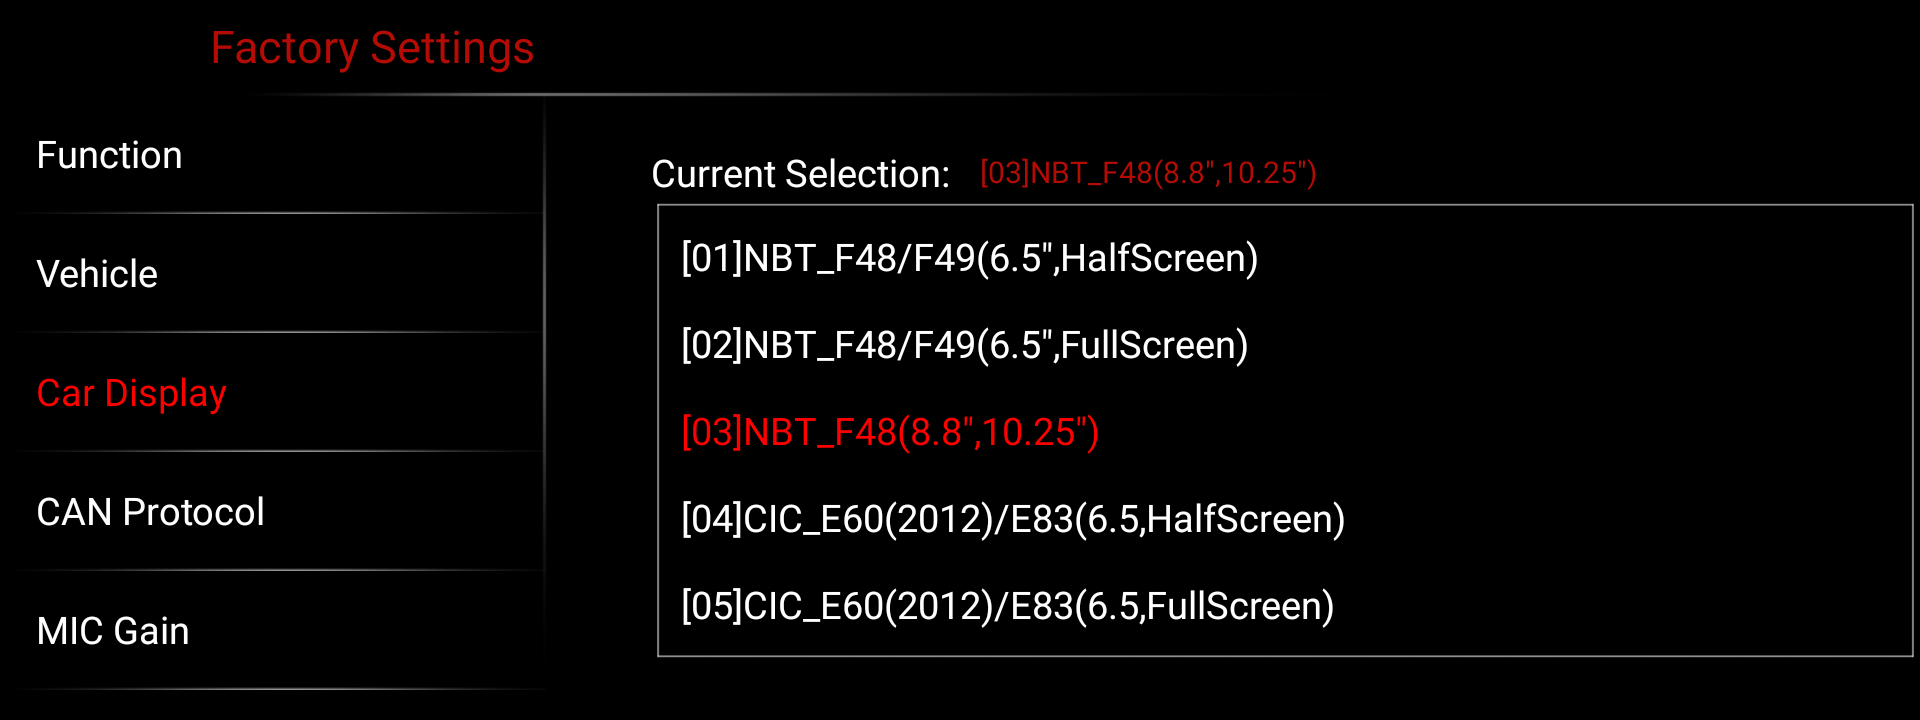 Factory Settings
Function
Vehicle
Car Display
CAN Protocol
MIC Gain
Current Selection: [03]NBT_F48(8.8",10.25")
[01]NBT_F48/F49(6.5",HalfScreen)
[02]NBT_F48/F49(6.5",FullScreen)
[03]NBT_F48(8.8",10.25")
[04]CIC_E60(2012)/E83(6.5,HalfScreen)
[05]CIC_E60(2012)/E83(6.5,FullScreen)